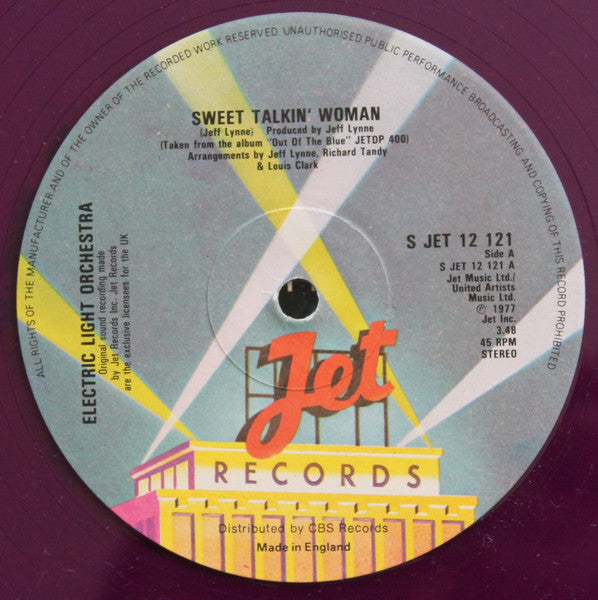 ALL RIGHTS OF THE MANUFACTURER AND OF THE OWNER OF THE RECORDED WORK RESERVED UNAUTHORISED PUBLIC PERFORMANCE BROADCASTING AND COPYING OF THIS RECORD PROHIBITED
SWEET TALKIN' WOMAN
(Jeff Lynne) Produced by Jeff Lynne
(Taken from the album "Out Of The Blue" JETDP 400)
Arrangements by Jeff Lynne, Richard Tandy
& Louis Clark
ELECTRIC LIGHT ORCHESTRA
Original sound recording made
by Jet Records Inc. Jet Records
are the exclusive licensees for the UK
S JET 12 121
Side A
S JET 12 121 A
Jet Music Ltd./
United Artists
Music Ltd.
℗ 1977
Jet Inc.
3.48
45 RPM
STEREO
Jet
RECORDS
Distributed by CBS Records
Made in England